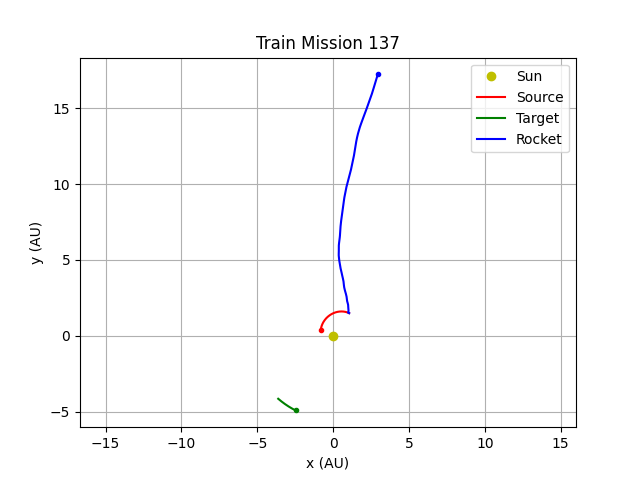 Train Mission 137
Sun
Source
Target
Rocket
15
10
5
0
−5
y (AU)
−15
−10
−5
0
5
10
15
x (AU)